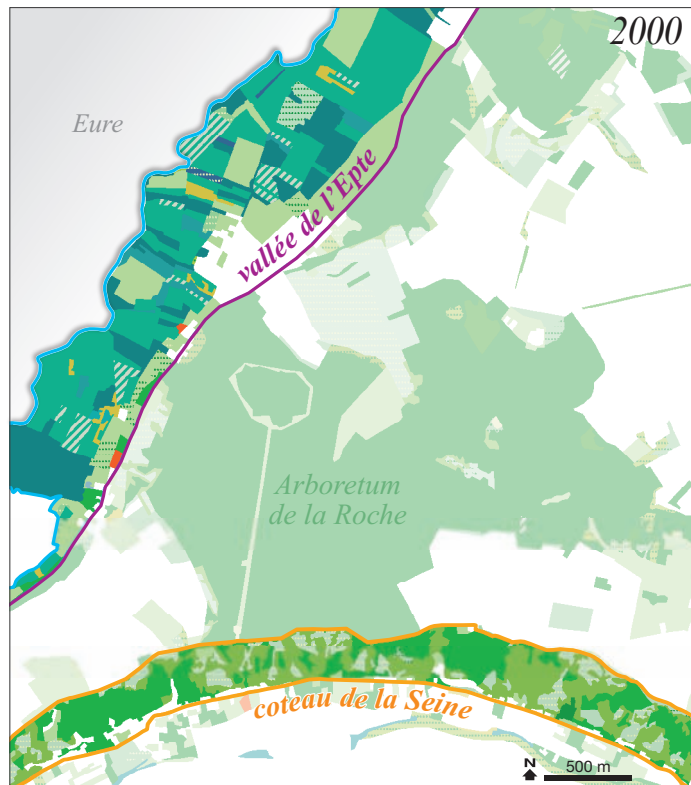 2000
Eure
vallée de l'Epte
Arboretum
de la Roche
coteau de la Seine
N
500 m